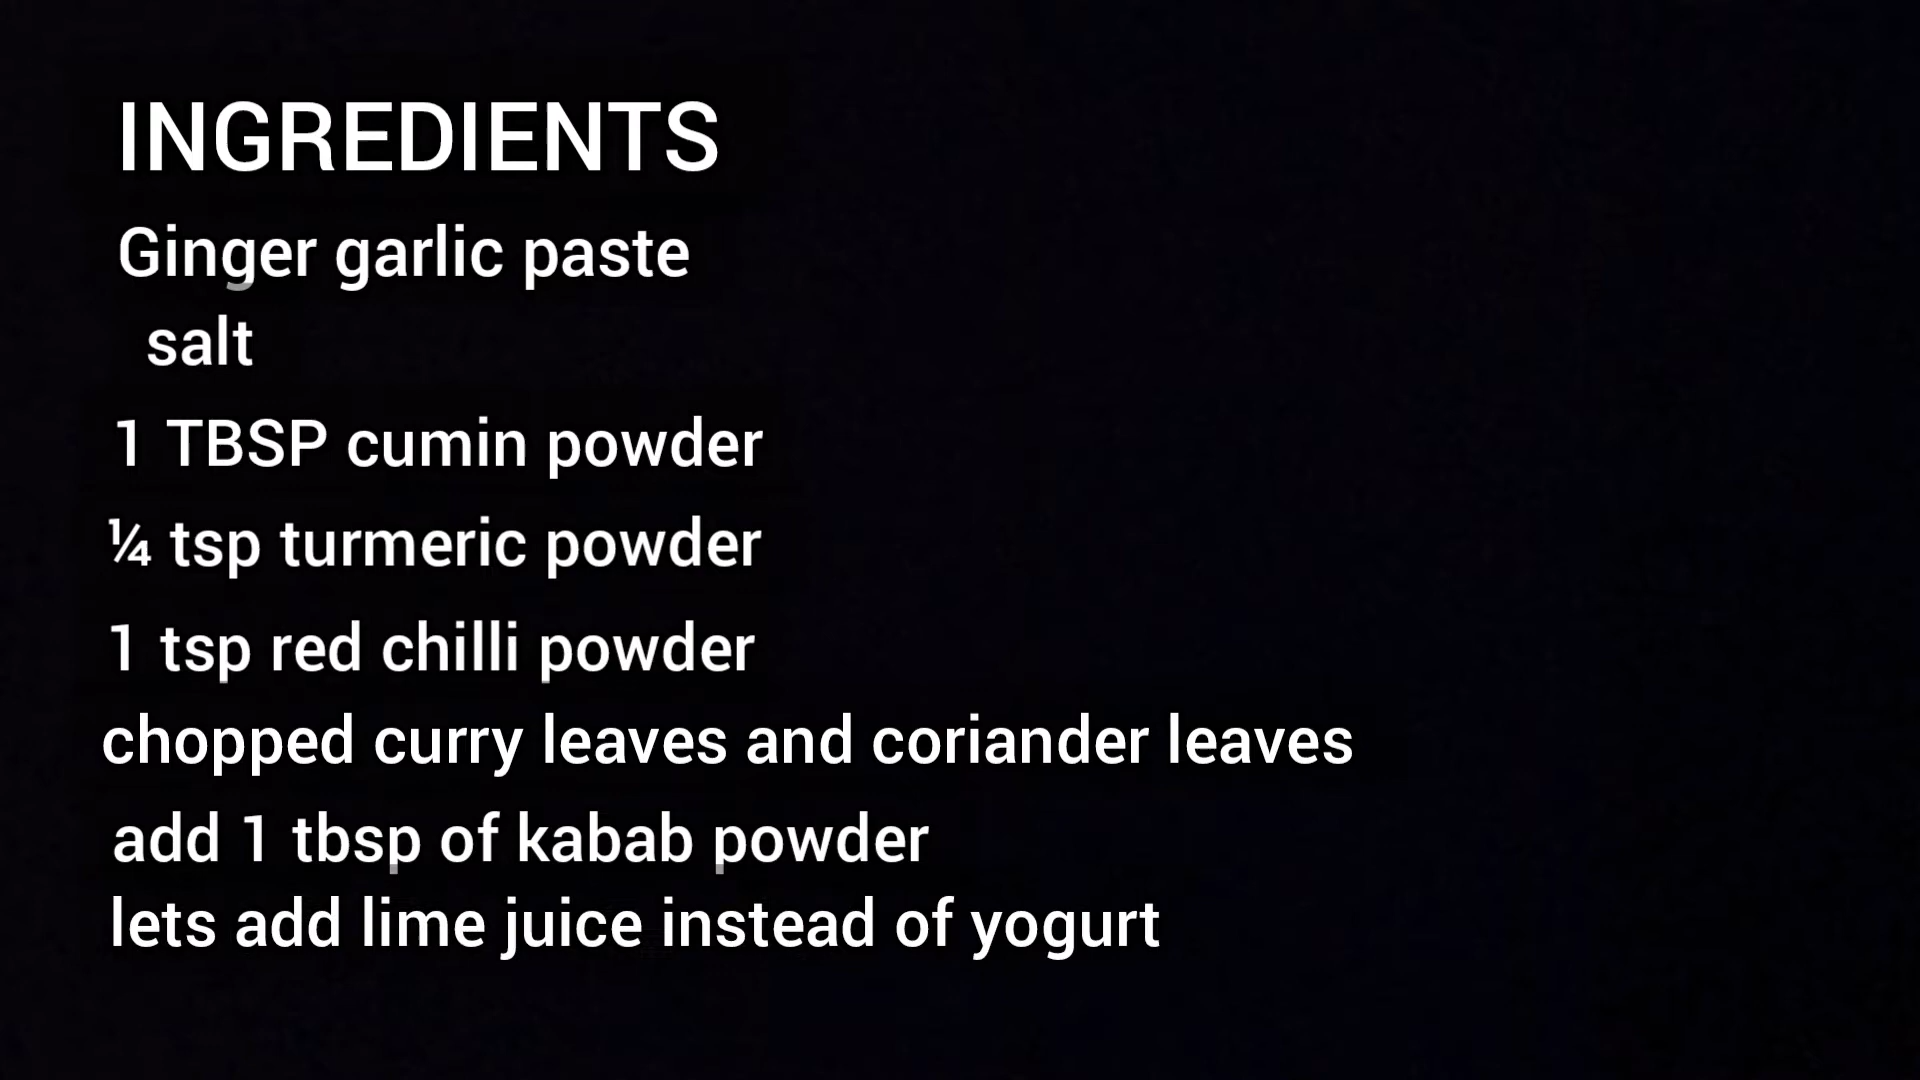 INGREDIENTS
Ginger garlic paste
salt
1 TBSP cumin powder
¼ tsp turmeric powder
1 tsp red chilli powder
chopped curry leaves and coriander leaves
add 1 tbsp of kabab powder
lets add lime juice instead of yogurt